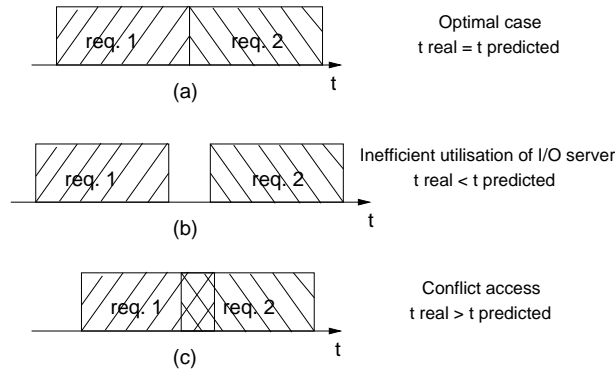 req. 1
req. 2
t
(a)
Optimal case
t real = t predicted
req. 1
req. 2
t
(b)
Inefficient utilisation of I/O server
t real < t predicted
req. 1
req. 2
t
(c)
Conflict access
t real > t predicted